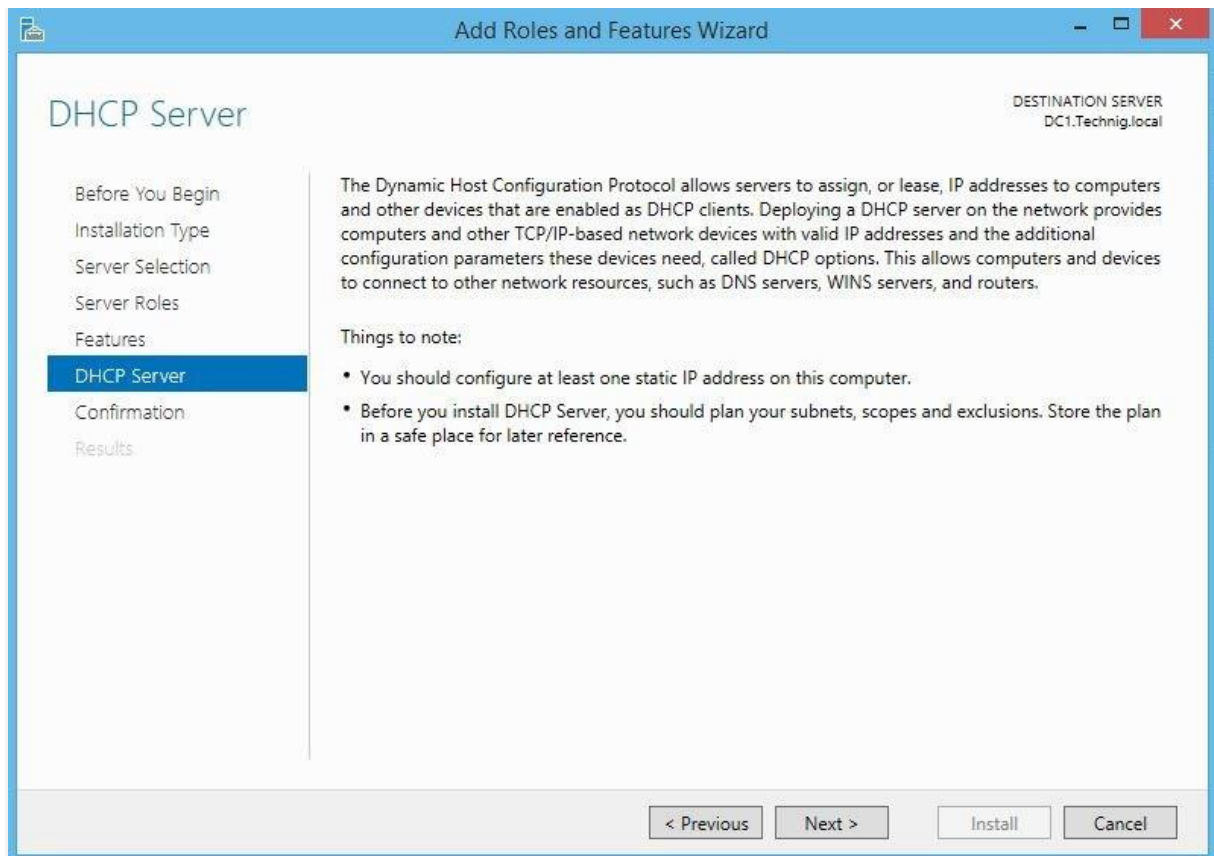 Add Roles and Features Wizard
DHCP Server
DESTINATION SERVER
DC1.Technig.local
Before You Begin
Installation Type
Server Selection
Server Roles
Features
DHCP Server
Confirmation
Results
The Dynamic Host Configuration Protocol allows servers to assign, or lease, IP addresses to computers
and other devices that are enabled as DHCP clients. Deploying a DHCP server on the network provides
computers and other TCP/IP-based network devices with valid IP addresses and the additional
configuration parameters these devices need, called DHCP options. This allows computers and devices
to connect to other network resources, such as DNS servers, WINS servers, and routers.
Things to note:
• You should configure at least one static IP address on this computer.
• Before you install DHCP Server, you should plan your subnets, scopes and exclusions. Store the plan
in a safe place for later reference.
< Previous
Next >
Install
Cancel